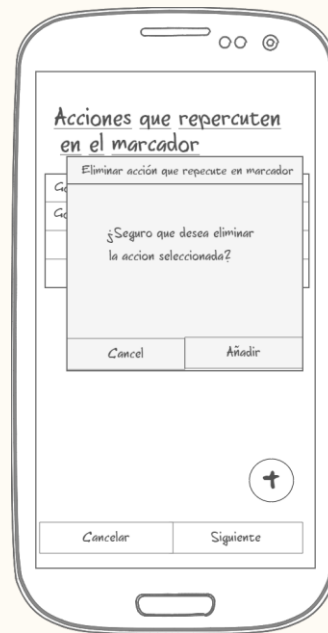 Acciones que repercuten
en el marcador
Eliminar acción que repecute en marcador
¿Seguro que desea eliminar
la accion seleccionada?
Cancel
Añadir
+
Cancelar
Siguiente